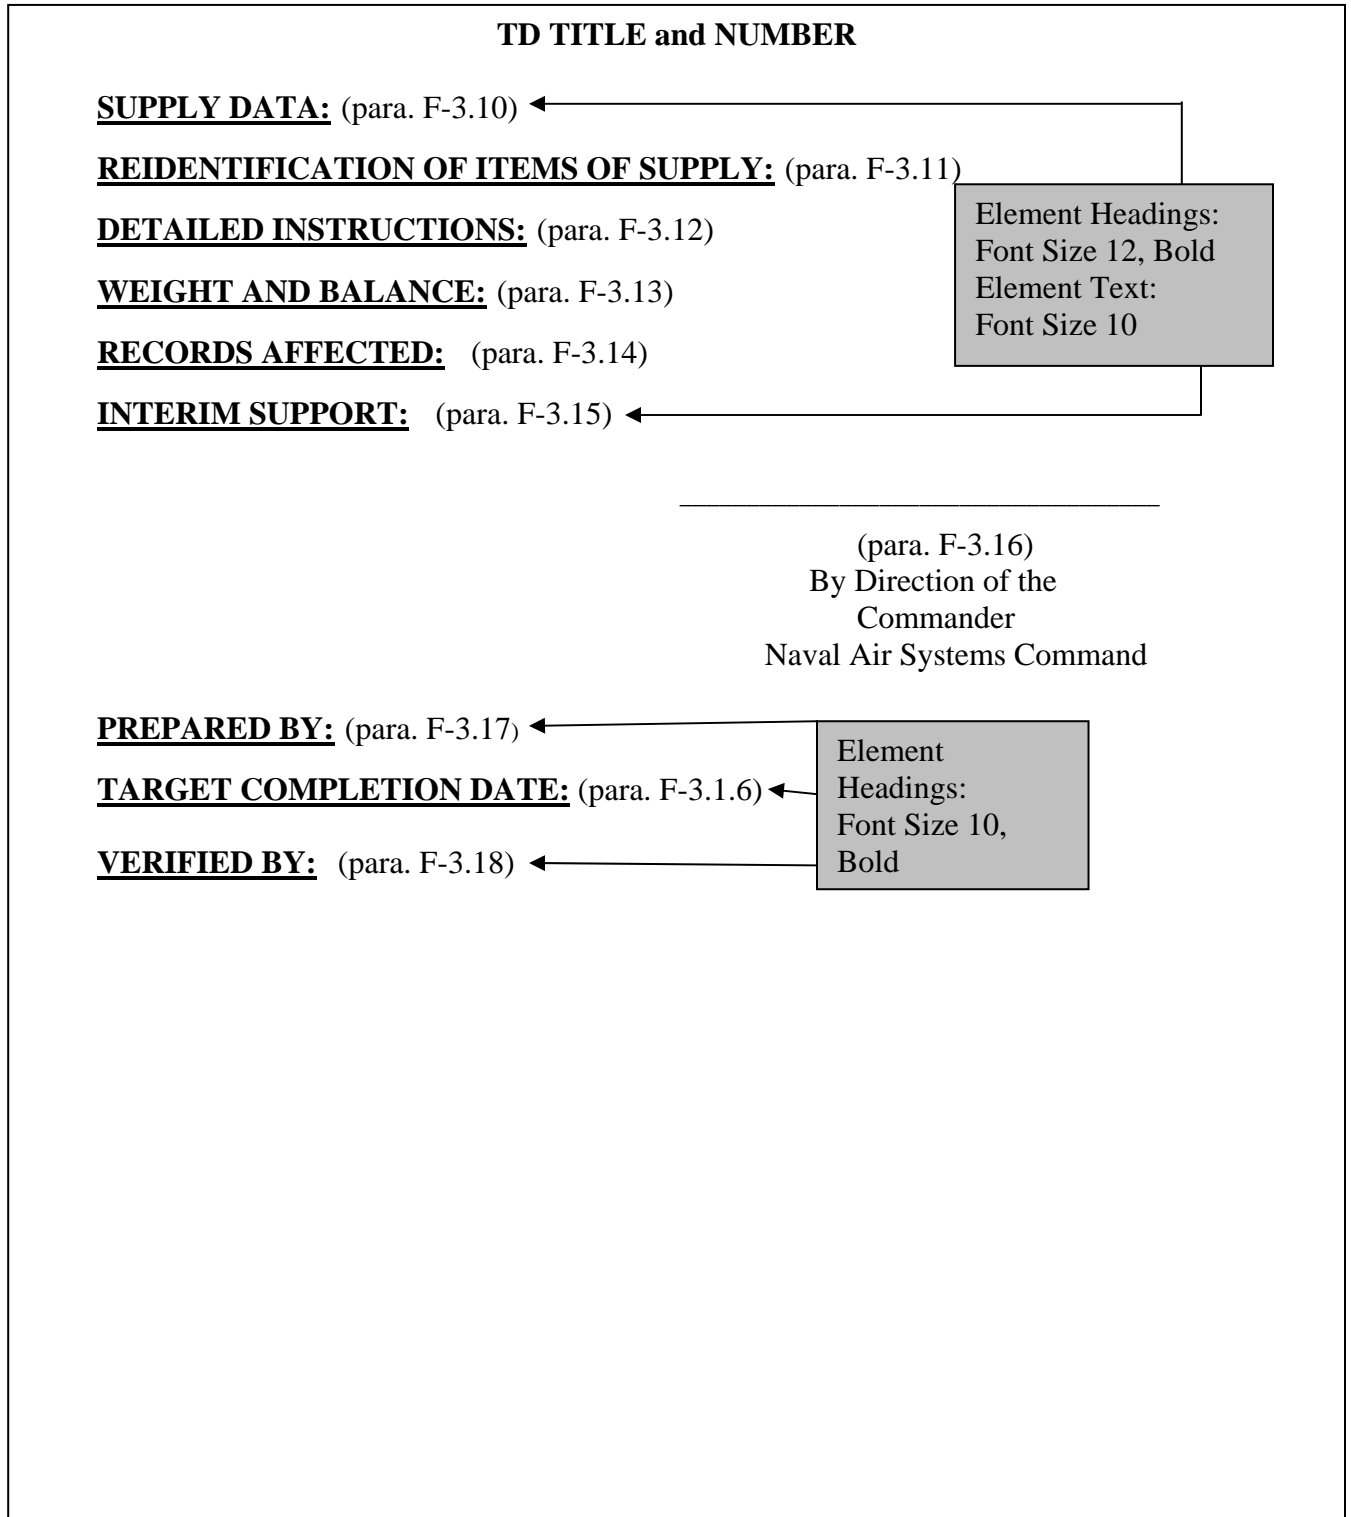 TD TITLE and NUMBER
SUPPLY DATA: (para. F-3.10)
REIDENTIFICATION OF ITEMS OF SUPPLY: (para. F-3.11)
DETAILED INSTRUCTIONS: (para. F-3.12)
WEIGHT AND BALANCE: (para. F-3.13)
RECORDS AFFECTED: (para. F-3.14)
INTERIM SUPPORT: (para. F-3.15)
Element Headings:
Font Size 12, Bold
Element Text:
Font Size 10
(para. F-3.16)
By Direction of the
Commander
Naval Air Systems Command
PREPARED BY: (para. F-3.17)
TARGET COMPLETION DATE: (para. F-3.1.6)
VERIFIED BY: (para. F-3.18)
Element
Headings:
Font Size 10,
Bold